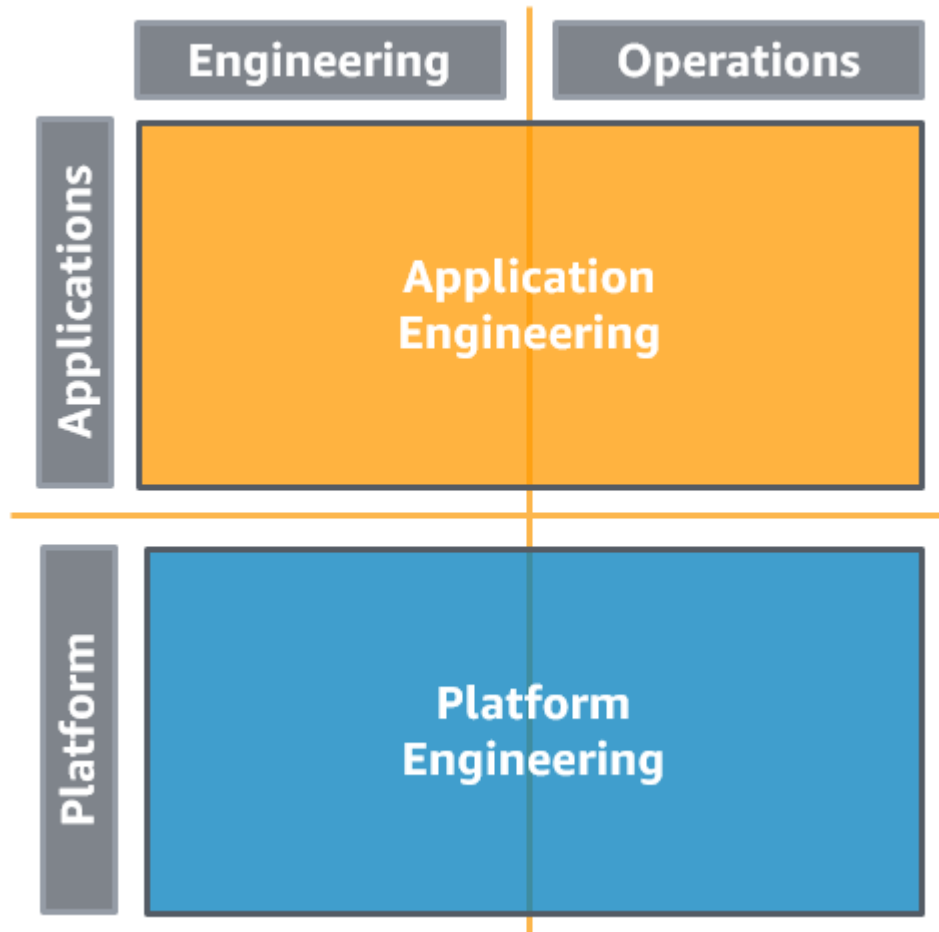 Engineering
Operations
Applications
Application
Engineering
Platform
Platform
Engineering